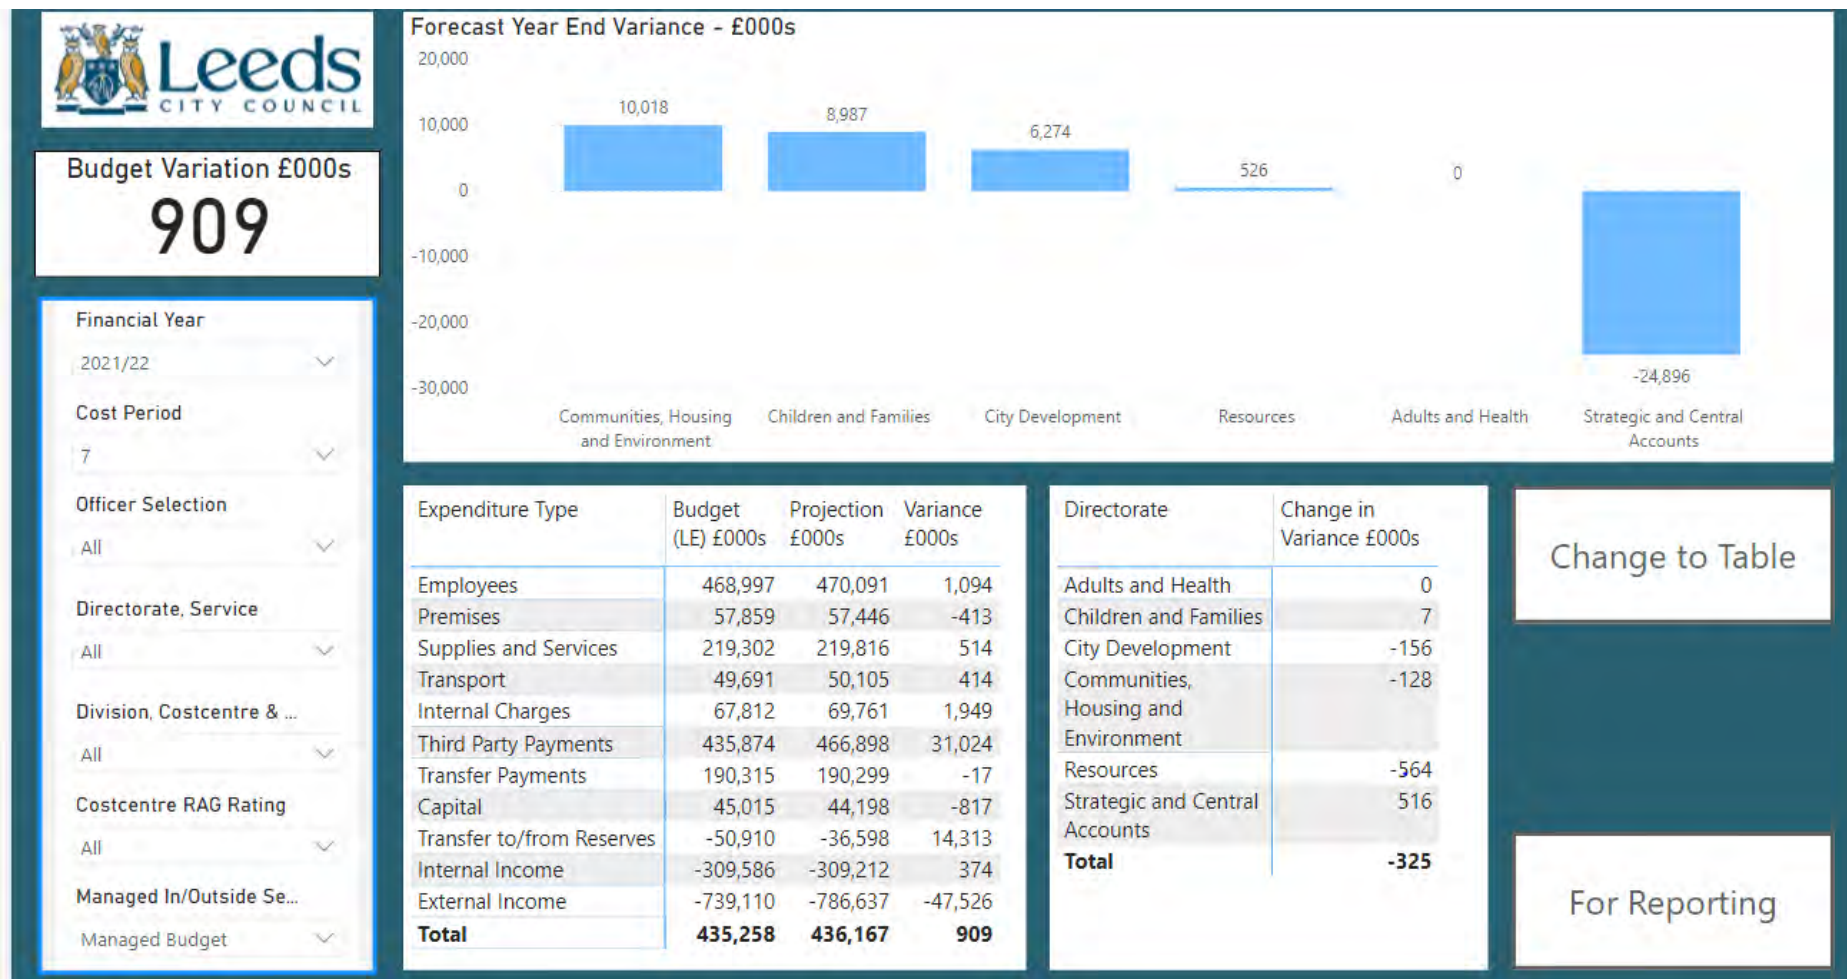 Leeds
CITY COUNCIL
Budget Variation £000s
909
Financial Year
2021/22
Cost Period
7
Officer Selection
All
Directorate, Service
All
Division, Costcentre & ...
All
Costcentre RAG Rating
All
Managed In/Outside Se...
Managed Budget
Forecast Year End Variance - £000s
20,000
10,000
0
-10,000
-20,000
-30,000
10,018
8,987
6,274
526
0
-24,896
Communities, Housing
and Environment
Children and Families
City Development
Resources
Adults and Health
Strategic and Central
Accounts
Expenditure Type Budget Projection Variance
(LE) £000s £000s £000s
Employees 468,997 470,091 1,094
Premises 57,859 57,446 -413
Supplies and Services 219,302 219,816 514
Transport 49,691 50,105 414
Internal Charges 67,812 69,761 1,949
Third Party Payments 435,874 466,898 31,024
Transfer Payments 190,315 190,299 -17
Capital 45,015 44,198 -817
Transfer to/from Reserves -50,910 -36,598 14,313
Internal Income -309,586 -309,212 374
External Income -739,110 -786,637 -47,526
Total 435,258 436,167 909
Directorate Change in
Variance £000s
Adults and Health 0
Children and Families 7
City Development -156
Communities, -128
Housing and
Environment
Resources -564
Strategic and Central 516
Accounts
Total -325
Change to Table
For Reporting